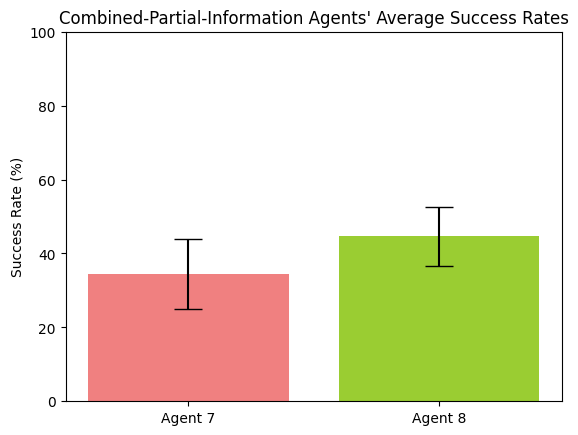 Combined-Partial-Information Agents' Average Success Rates
100
80
60
40
20
0
Success Rate (%)
Agent 7
Agent 8